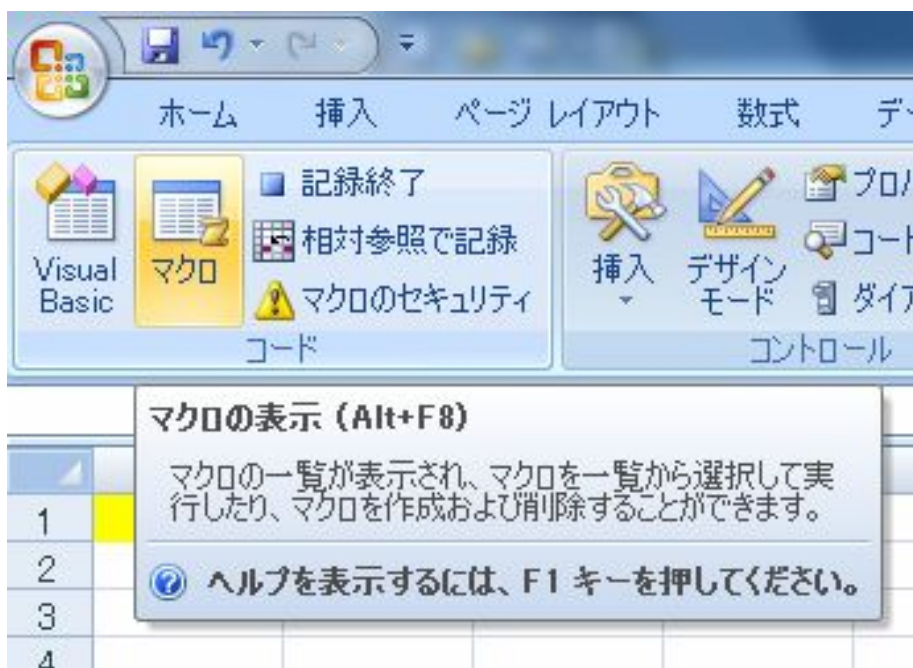 ホーム 挿入 ページ レイアウト 数式
Visual
Basic
マクロ
記録終了
相対参照で記録
マクロのセキュリティ
コード
挿入
デザイン
モード
コントロール
マクロの表示 (Alt+F8)
マクロの一覧が表示され、マクロを一覧から選択して実
行したり、マクロを作成および削除することができます。
ヘルプを表示するには、F1 キーを押してください。
1
2
3
4